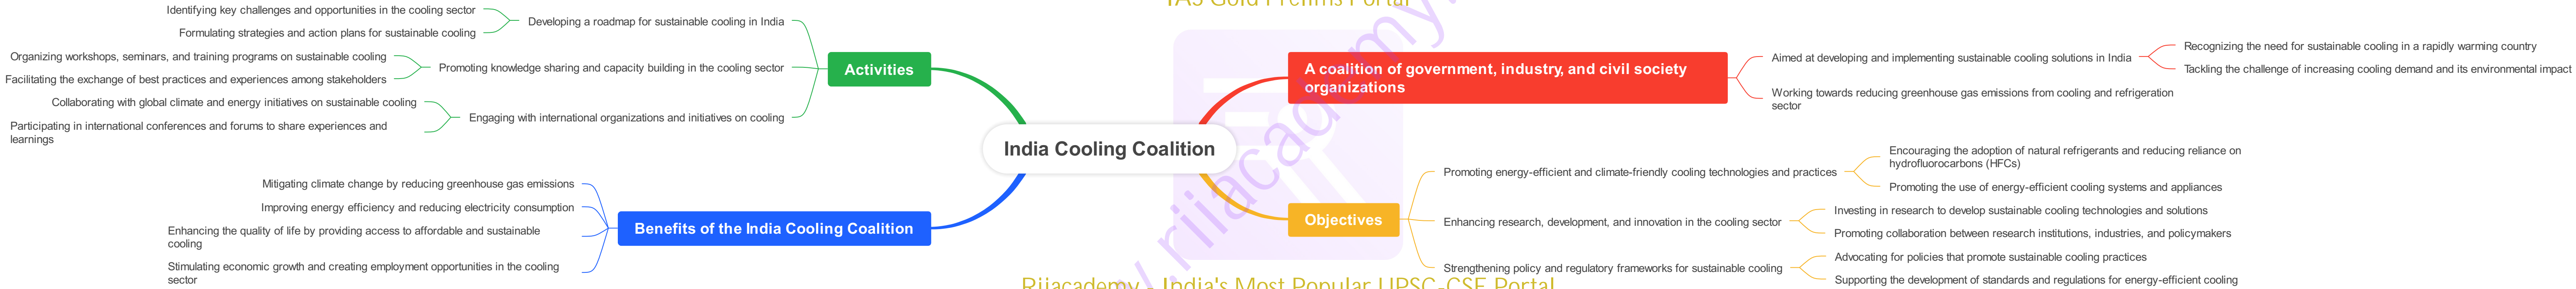 IAS Gold Prelims Portal
India Cooling Coalition
A coalition of government, industry, and civil society
organizations
Aimed at developing and implementing sustainable cooling solutions in India
Recognizing the need for sustainable cooling in a rapidly warming country
Tackling the challenge of increasing cooling demand and its environmental impact
Working towards reducing greenhouse gas emissions from cooling and refrigeration
sector
Objectives
Promoting energy-efficient and climate-friendly cooling technologies and practices
Encouraging the adoption of natural refrigerants and reducing reliance on
hydrofluorocarbons (HFCs)
Promoting the use of energy-efficient cooling systems and appliances
Enhancing research, development, and innovation in the cooling sector
Investing in research to develop sustainable cooling technologies and solutions
Promoting collaboration between research institutions, industries, and policymakers
Strengthening policy and regulatory frameworks for sustainable cooling
Advocating for policies that promote sustainable cooling practices
Supporting the development of standards and regulations for energy-efficient cooling
Activities
Developing a roadmap for sustainable cooling in India
Identifying key challenges and opportunities in the cooling sector
Formulating strategies and action plans for sustainable cooling
Promoting knowledge sharing and capacity building in the cooling sector
Organizing workshops, seminars, and training programs on sustainable cooling
Facilitating the exchange of best practices and experiences among stakeholders
Engaging with international organizations and initiatives on cooling
Collaborating with global climate and energy initiatives on sustainable cooling
Participating in international conferences and forums to share experiences and
learnings
Benefits of the India Cooling Coalition
Mitigating climate change by reducing greenhouse gas emissions
Improving energy efficiency and reducing electricity consumption
Enhancing the quality of life by providing access to affordable and sustainable
cooling
Stimulating economic growth and creating employment opportunities in the cooling
sector
Rijacademy - India's Most Popular UPSC-CSE Portal